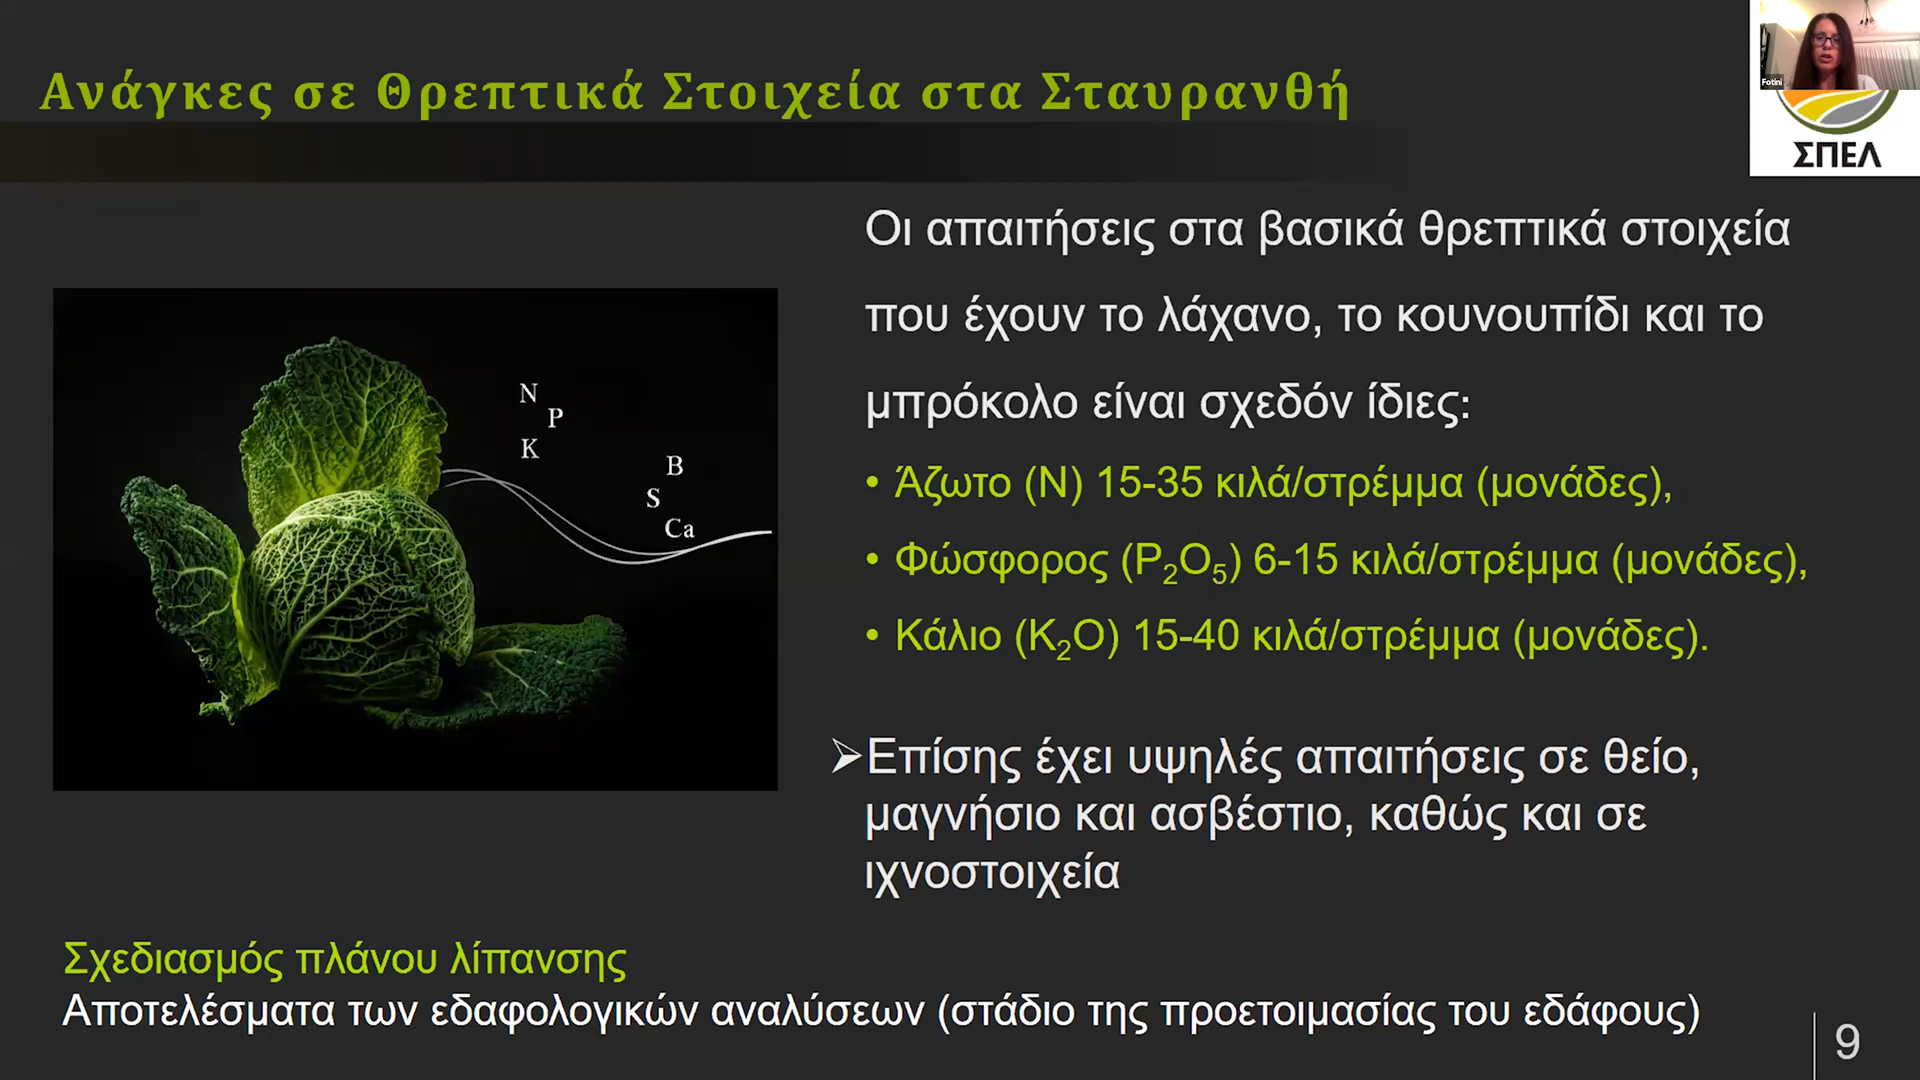 Ανάγκες σε Θρεπτικά Στοιχεία στα Σταυρανθή
Fotini
ΣΠΕΛ
Οι απαιτήσεις στα βασικά θρεπτικά στοιχεία
που έχουν το λάχανο, το κουνουπίδι και το
μπρόκολο είναι σχεδόν ίδιες:
• Άζωτο (N) 15-35 κιλά/στρέμμα (μονάδες),
• Φώσφορος (P₂O₅) 6-15 κιλά/στρέμμα (μονάδες),
• Κάλιο (K₂O) 15-40 κιλά/στρέμμα (μονάδες).
N
P
K
B
S
Ca
➢Επίσης έχει υψηλές απαιτήσεις σε θείο,
μαγνήσιο και ασβέστιο, καθώς και σε
ιχνοστοιχεία
Σχεδιασμός πλάνου λίπανσης
Αποτελέσματα των εδαφολογικών αναλύσεων (στάδιο της προετοιμασίας του εδάφους)
9